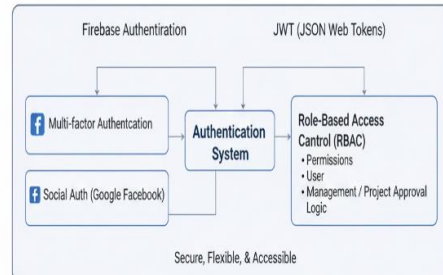 Firebase Authentiration
JWT (JSON Web Tokens)
Multi-factor Authentcation
Social Auth (Google Facebook)
Authentication
System
Role-Based Access
Cantrol (RBAC)
• Permissions
• User
• Management / Project Approval
Logic
Secure, Flexible, & Accessible